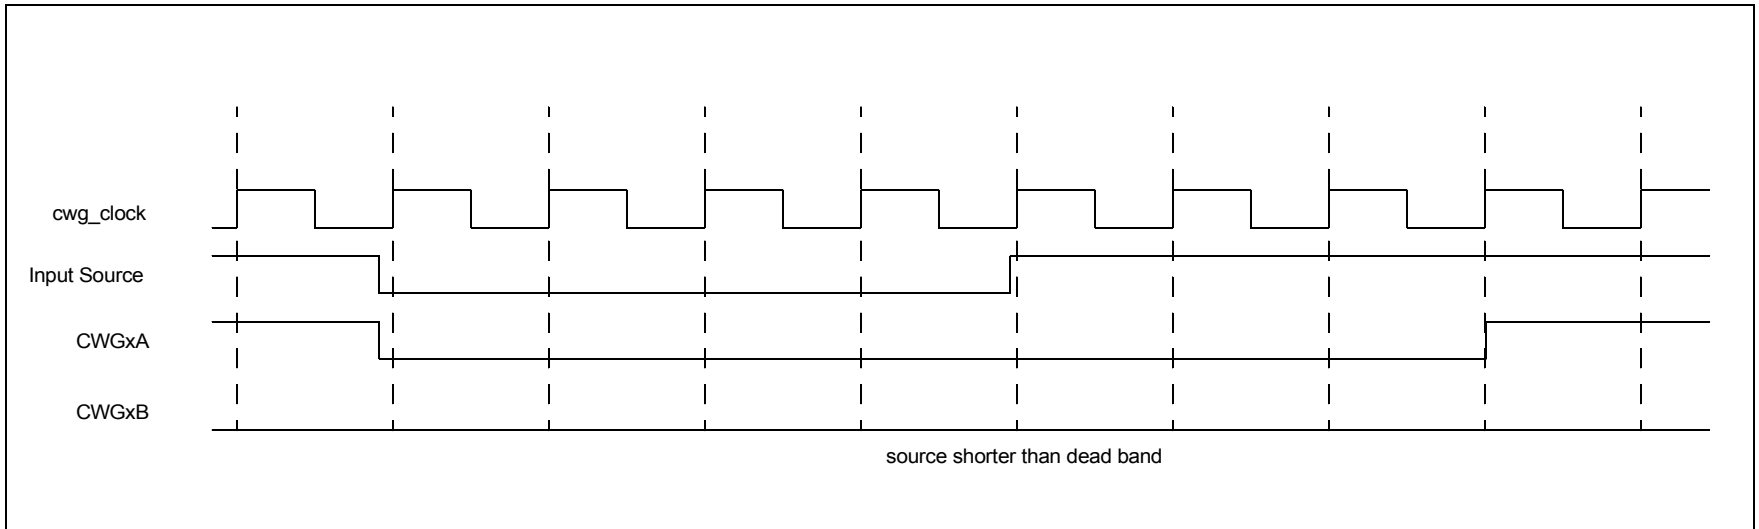 cwg_clock
Input Source
CWGxA
CWGxB
source shorter than dead band